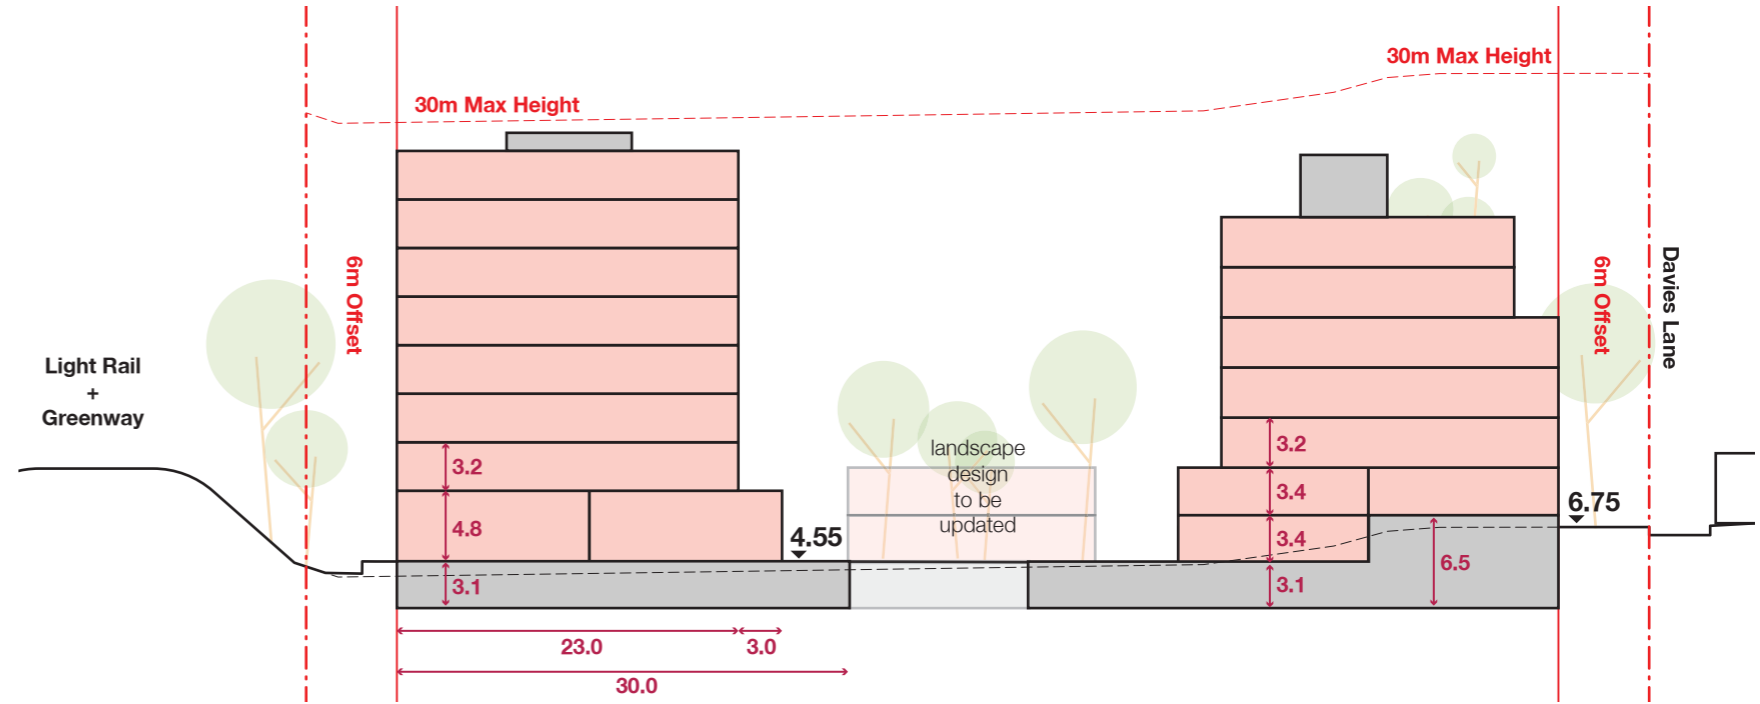 30m Max Height
30m Max Height
6m Offset
6m Offset
Davies Lane
Light Rail
+
Greenway
landscape
design
to be
updated
3.2
4.8
3.1
4.55
3.2
3.4
3.4
3.1
6.5
6.75
23.0
3.0
30.0